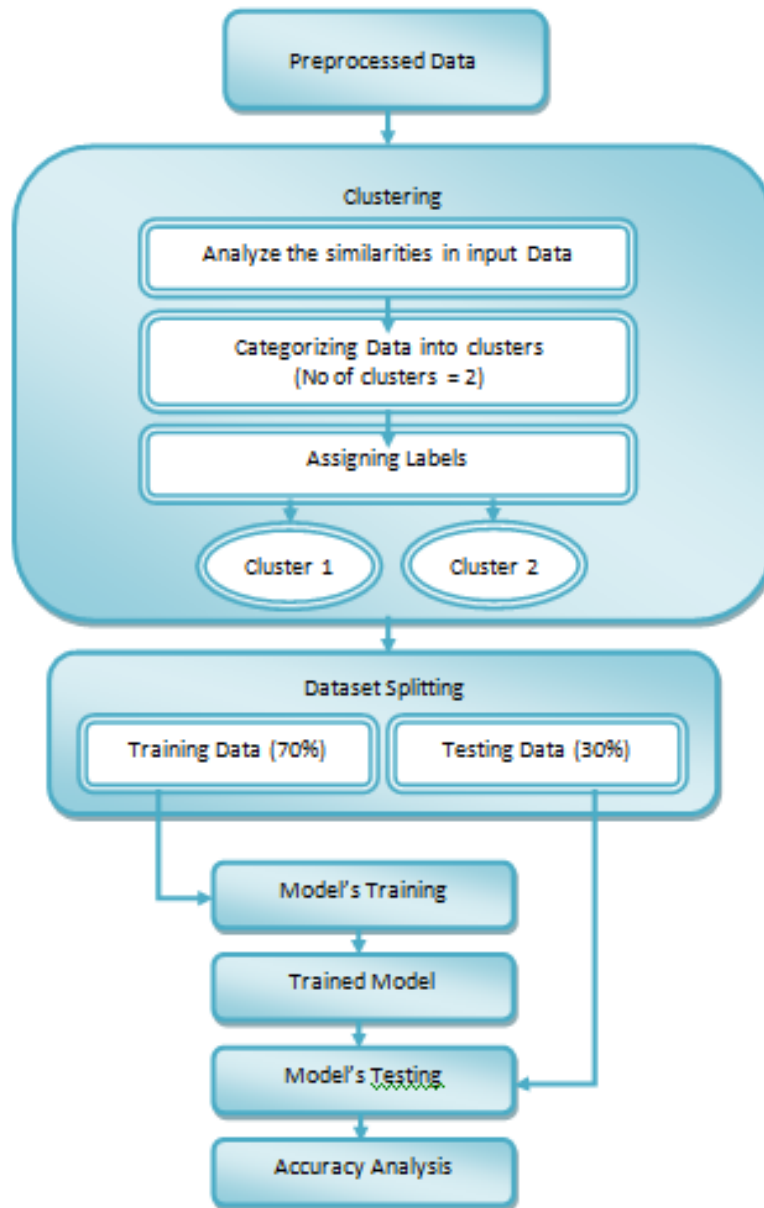 Preprocessed Data
Clustering
Analyze the similarities in input Data
Categorizing Data into clusters
(No of clusters = 2)
Assigning Labels
Cluster 1
Cluster 2
Dataset Splitting
Training Data (70%)
Testing Data (30%)
Model's Training
Trained Model
Model's Testing
Accuracy Analysis